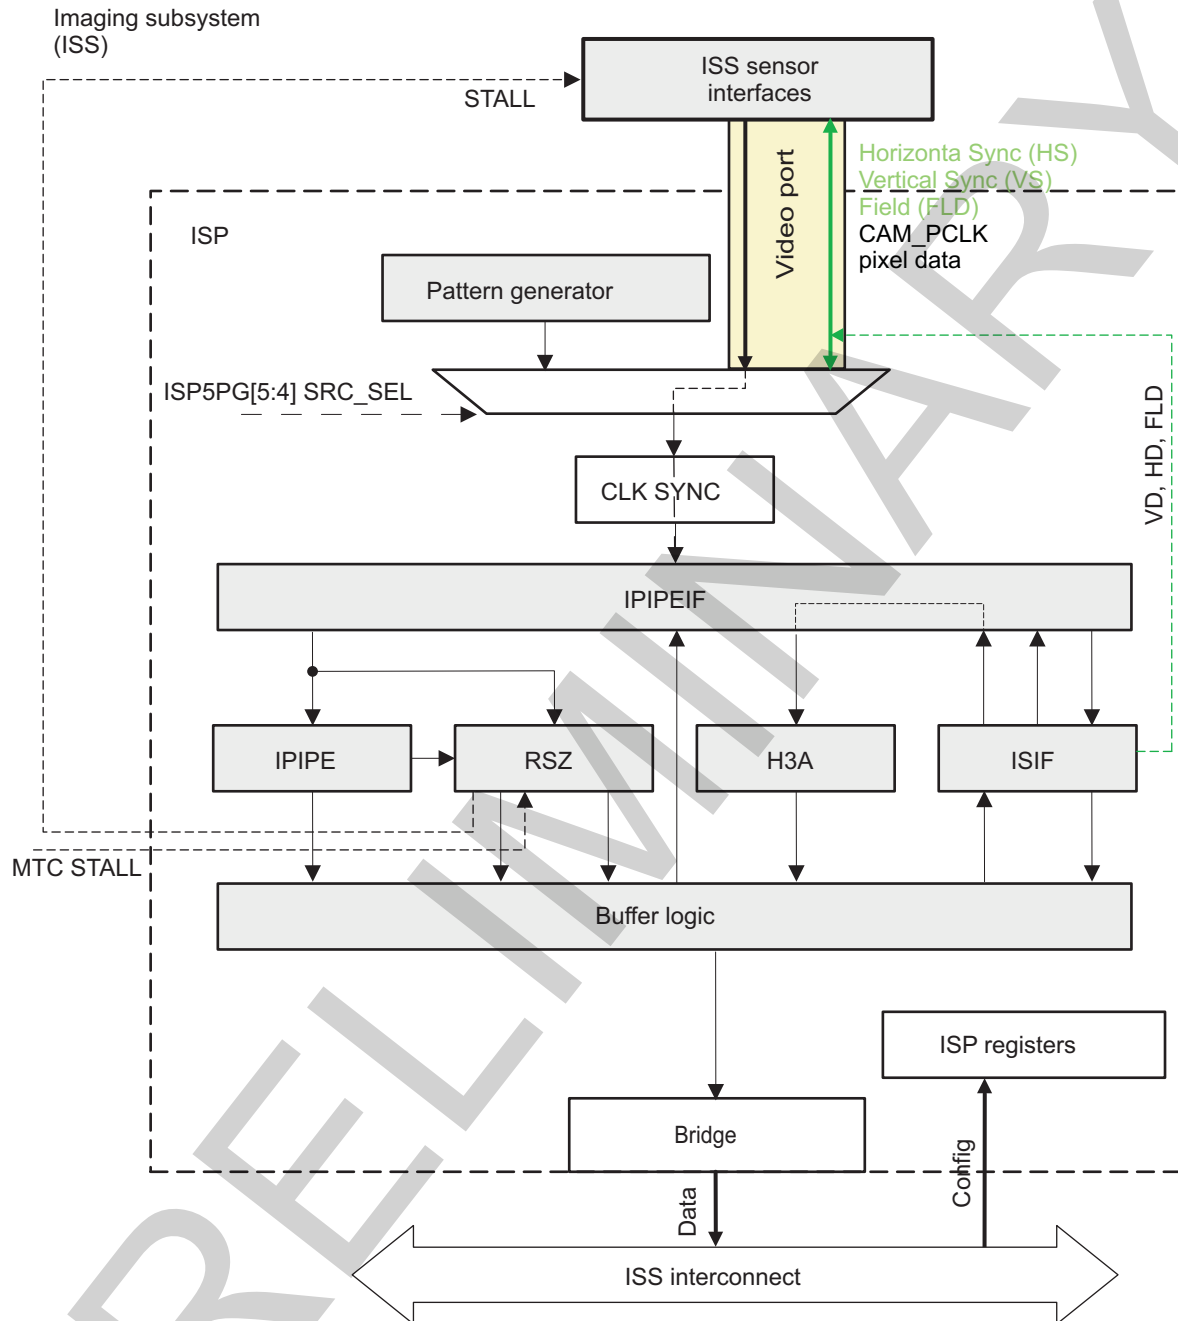 Imaging subsystem
(ISS)
ISS sensor
interfaces
STALL
Video port
Horizonta Sync (HS)
Vertical Sync (VS)
Field (FLD)
CAM_PCLK
pixel data
ISP
Pattern generator
ISP5PG[5:4] SRC_SEL
VD, HD, FLD
CLK SYNC
IPIPEIF
IPIPE
RSZ
H3A
ISIF
MTC STALL
Buffer logic
ISP registers
Bridge
Config
Data
ISS interconnect
RELIMINARY